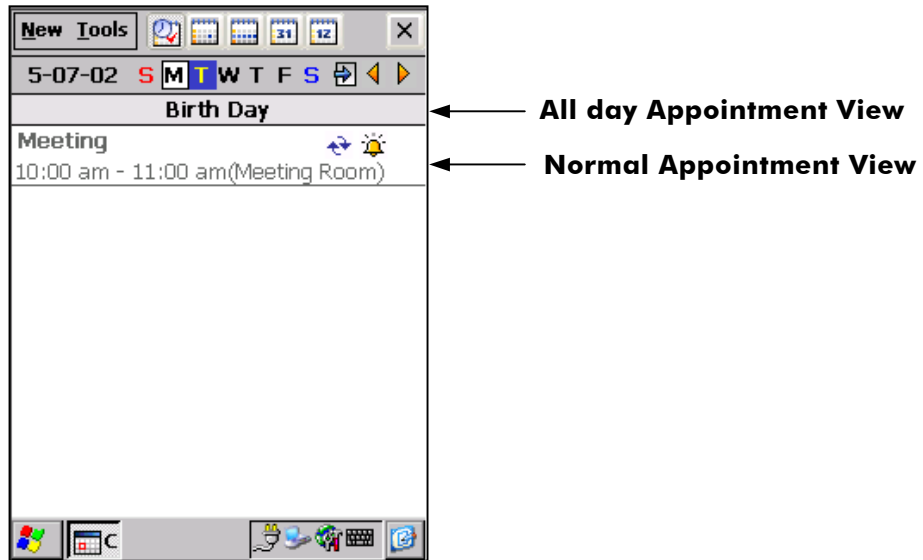 New Tools 31 12
5-07-02 S M T W T F S
Birth Day
All day Appointment View
Meeting
10:00 am - 11:00 am(Meeting Room)
Normal Appointment View
C